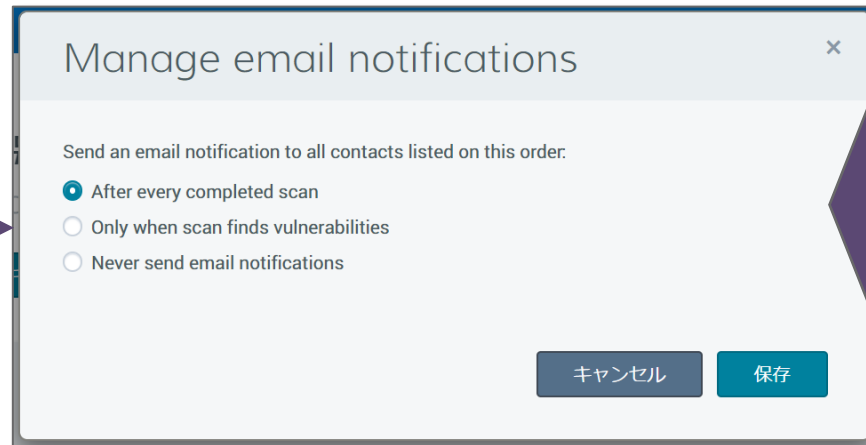 Manage email notifications
×
Send an email notification to all contacts listed on this order:
After every completed scan
Only when scan finds vulnerabilities
Never send email notifications
キャンセル 保存